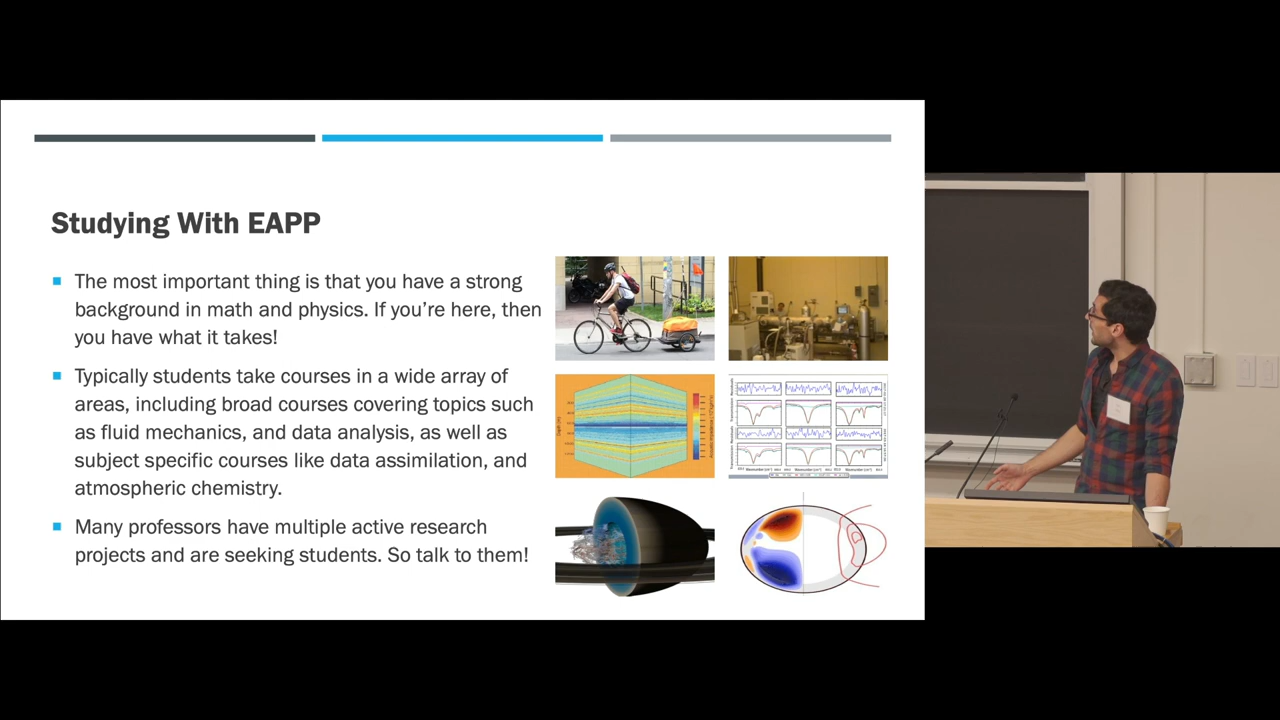 Studying With EAPP
The most important thing is that you have a strong
background in math and physics. If you're here, then
you have what it takes!
Typically students take courses in a wide array of
areas, including broad courses covering topics such
as fluid mechanics, and data analysis, as well as
subject specific courses like data assimilation, and
atmospheric chemistry.
Many professors have multiple active research
projects and are seeking students. So talk to them!